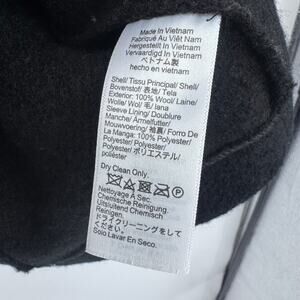 Made In Vietnam
Fabriqué Au Viêt Nam
Hergestellt In Vietnam
Vervaardigd In Vietnam
ベトナム製
hecho en vietnam
Shell/ Tissu Principal/ Shell/
Bovenstof/ 表地/ Tela
Exterior: 100% Wool/ Laine/
Wolle/ Wol/ 毛/ lana
Sleeve Lining/ Doublure
Manche/ Ärmelfutter/
Mouwvoering/ 袖裏/ Forro De
La Manga: 100% Polyester/
Polyester/ Polyester/
Polyester/ ポリエステル/
poliéster
Dry Clean Only.
Nettoyage A Sec.
Chemische Reinigung.
Uitsluitend Chemisch
Reinigen.
ドライクリーニングをしてください
Solo Lavar En Seco.